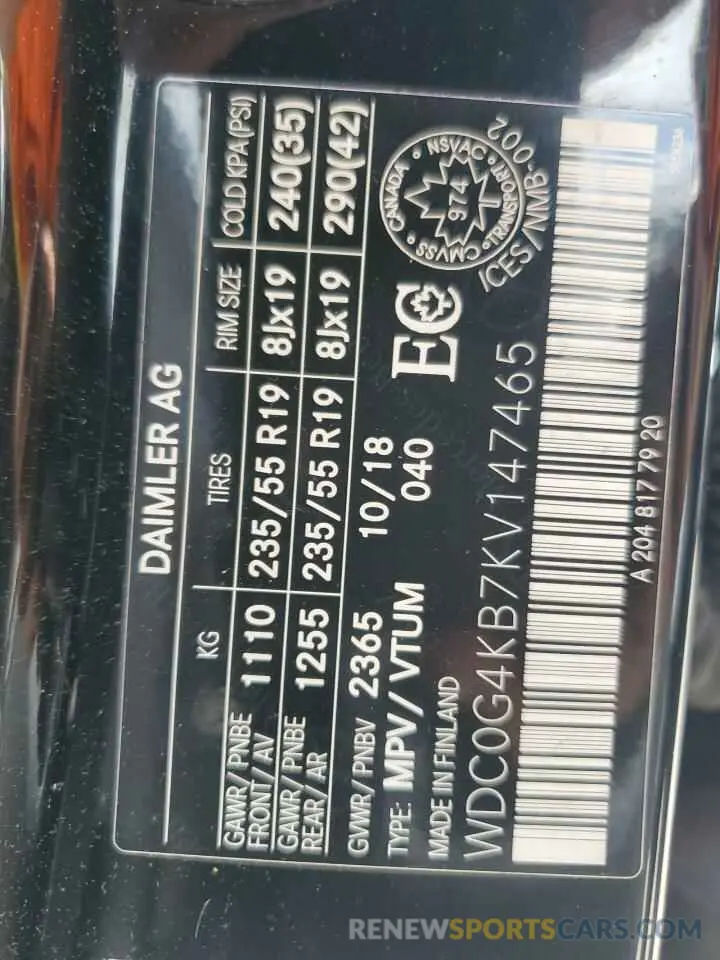 DAIMLER AG
KG TIRES RIM SIZE COLD KPA(PSI)
GAWR/PNBE FRONT/AV 1110 235/55 R19 8Jx19 240(35)
GAWR/PNBE REAR/AR 1255 235/55 R19 8Jx19 290(42)
GVWR/PNBV 2365 10/18
TYPE: MPV/VTUM 040
MADE IN FINLAND
EC
CANADA • NSVAC • TRANSPORT • CMVSS
974
ICES/NMB-002
WDC0G4KB7KV147465
A 204 817 79 20
RENEWSPORTSCARS.COM